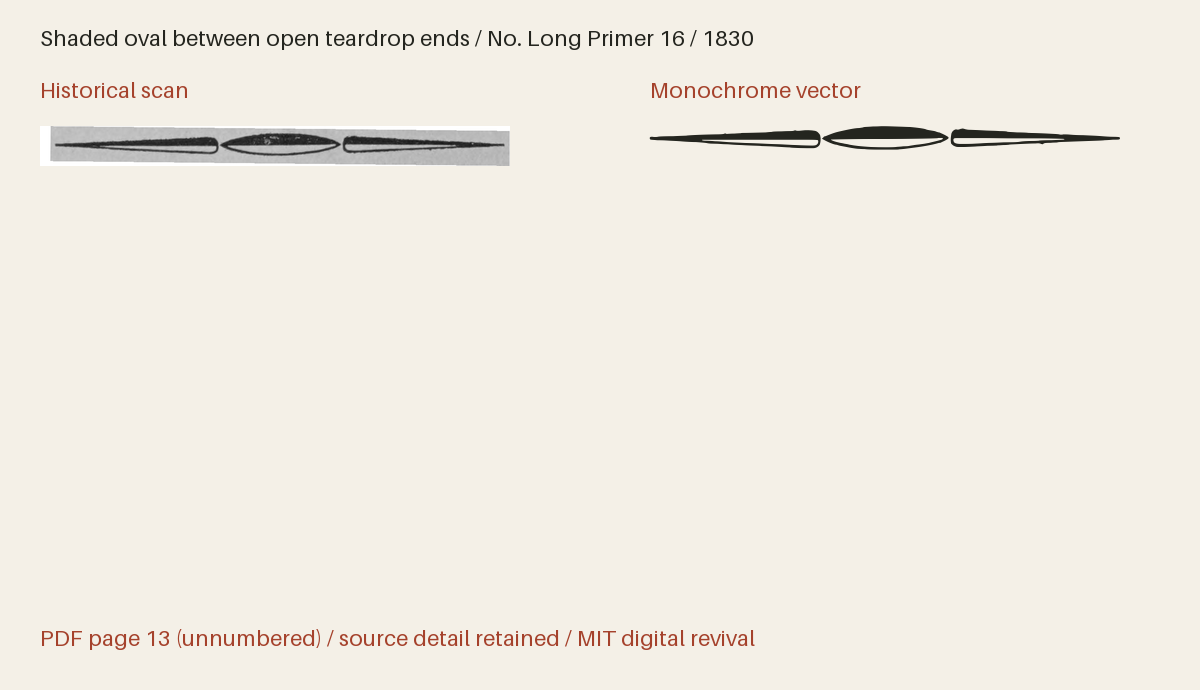 Shaded oval between open teardrop ends / No. Long Primer 16 / 1830
Historical scan
Monochrome vector
PDF page 13 (unnumbered) / source detail retained / MIT digital revival